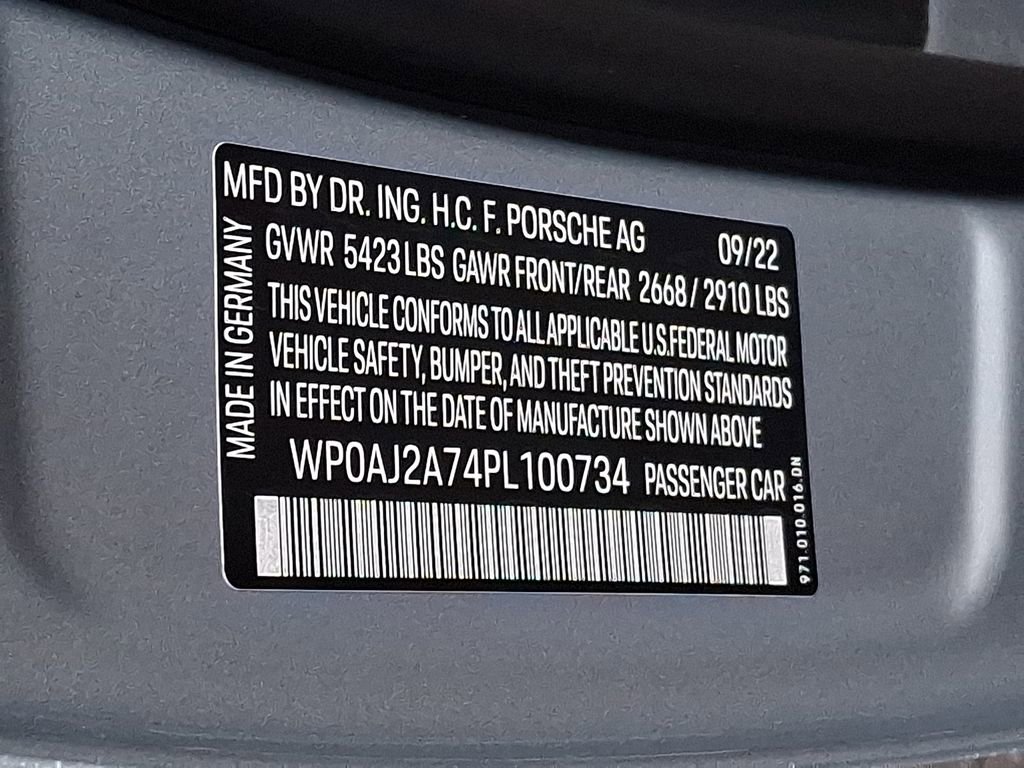 MFD BY DR. ING. H.C. F. PORSCHE AG 09/22
GVWR 5423 LBS GAWR FRONT/REAR 2668 / 2910 LBS
THIS VEHICLE CONFORMS TO ALL APPLICABLE U.S.FEDERAL MOTOR
VEHICLE SAFETY, BUMPER, AND THEFT PREVENTION STANDARDS
IN EFFECT ON THE DATE OF MANUFACTURE SHOWN ABOVE
WP0AJ2A74PL100734 PASSENGER CAR
MADE IN GERMANY
971.010.016.DN